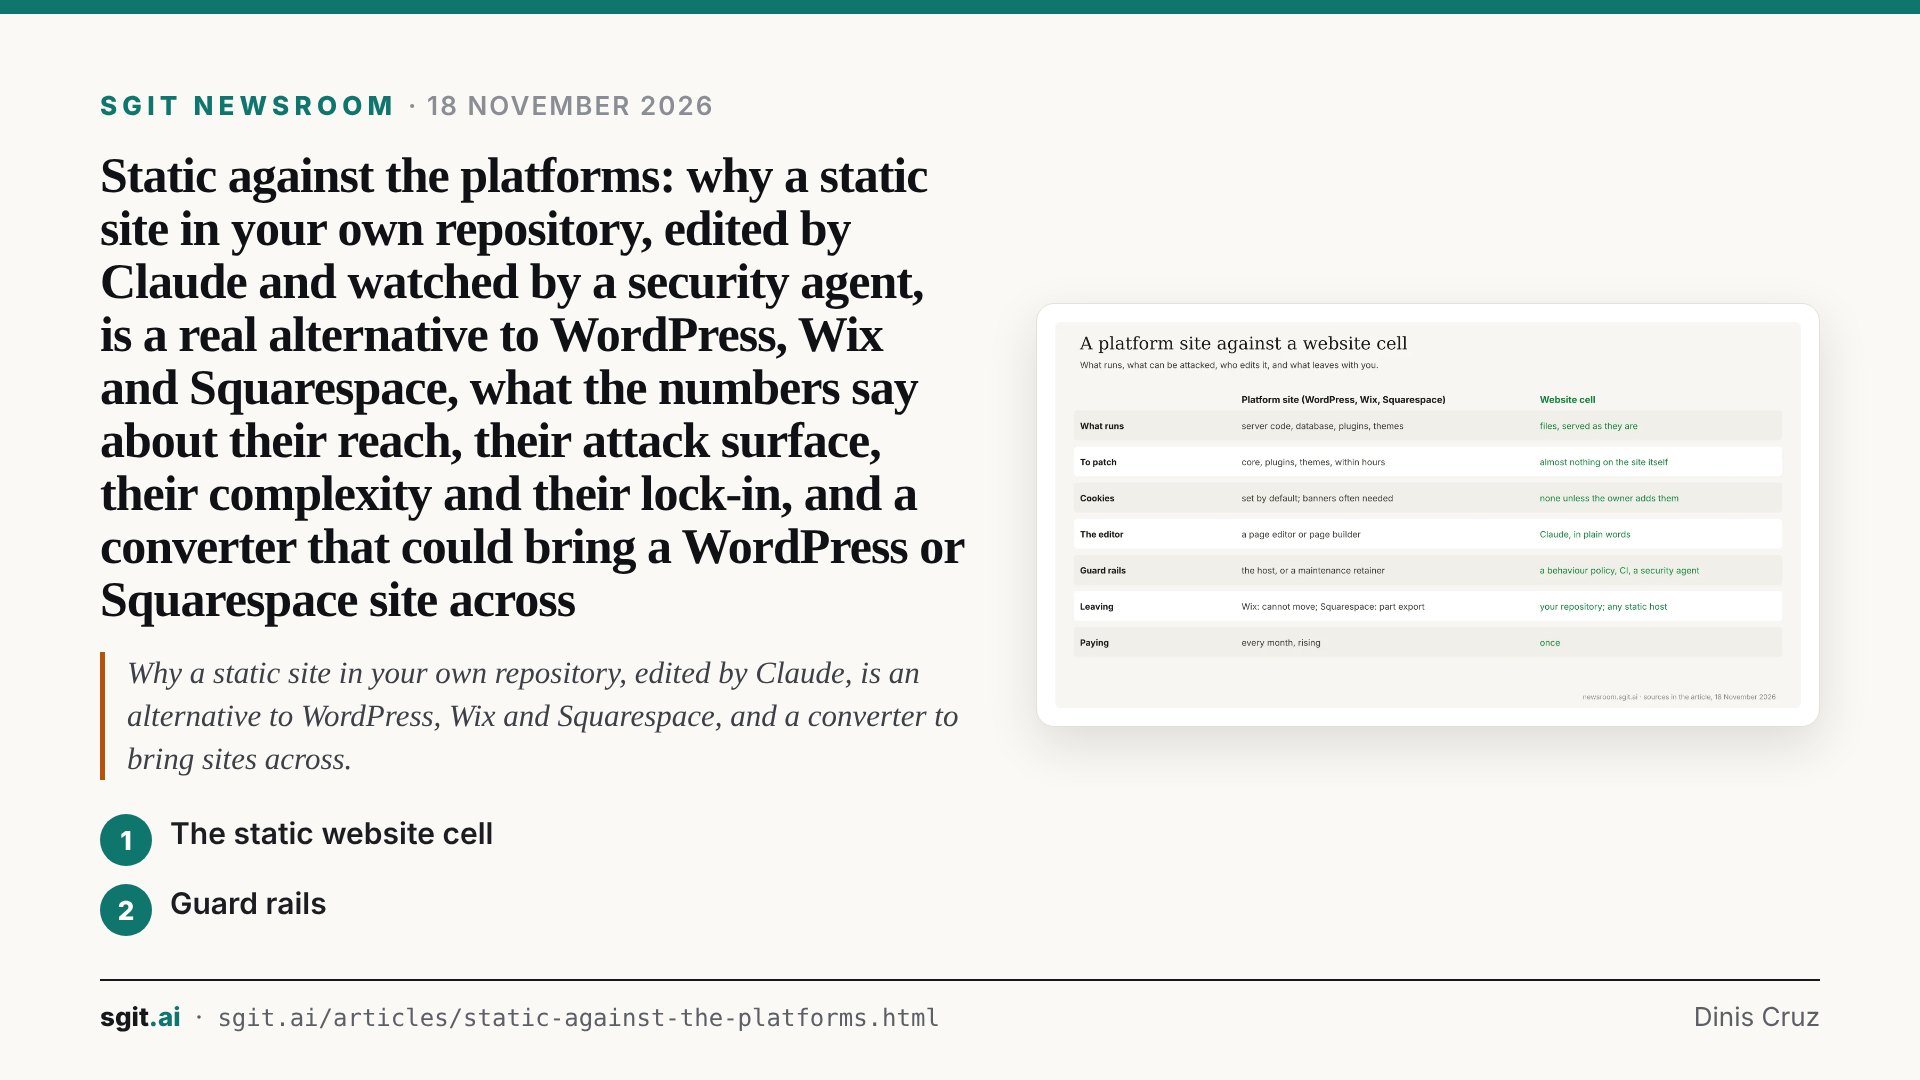 SGIT NEWSROOM · 18 NOVEMBER 2026
Static against the platforms: why a static
site in your own repository, edited by
Claude and watched by a security agent,
is a real alternative to WordPress, Wix
and Squarespace, what the numbers say
about their reach, their attack surface,
their complexity and their lock-in, and a
converter that could bring a WordPress or
Squarespace site across
Why a static site in your own repository, edited by Claude, is an
alternative to WordPress, Wix and Squarespace, and a converter to
bring sites across.
1 The static website cell
2 Guard rails
A platform site against a website cell
What runs, what can be attacked, who edits it, and what leaves with you.
Platform site (WordPress, Wix, Squarespace) Website cell
What runs server code, database, plugins, themes files, served as they are
To patch core, plugins, themes, within hours almost nothing on the site itself
Cookies set by default; banners often needed none unless the owner adds them
The editor a page editor or page builder Claude, in plain words
Guard rails the host, or a maintenance retainer a behaviour policy, CI, a security agent
Leaving Wix: cannot move; Squarespace: part export your repository; any static host
Paying every month, rising once
newsroom.sgit.ai · sources in the article, 18 November 2026
sgit.ai · sgit.ai/articles/static-against-the-platforms.html
Dinis Cruz